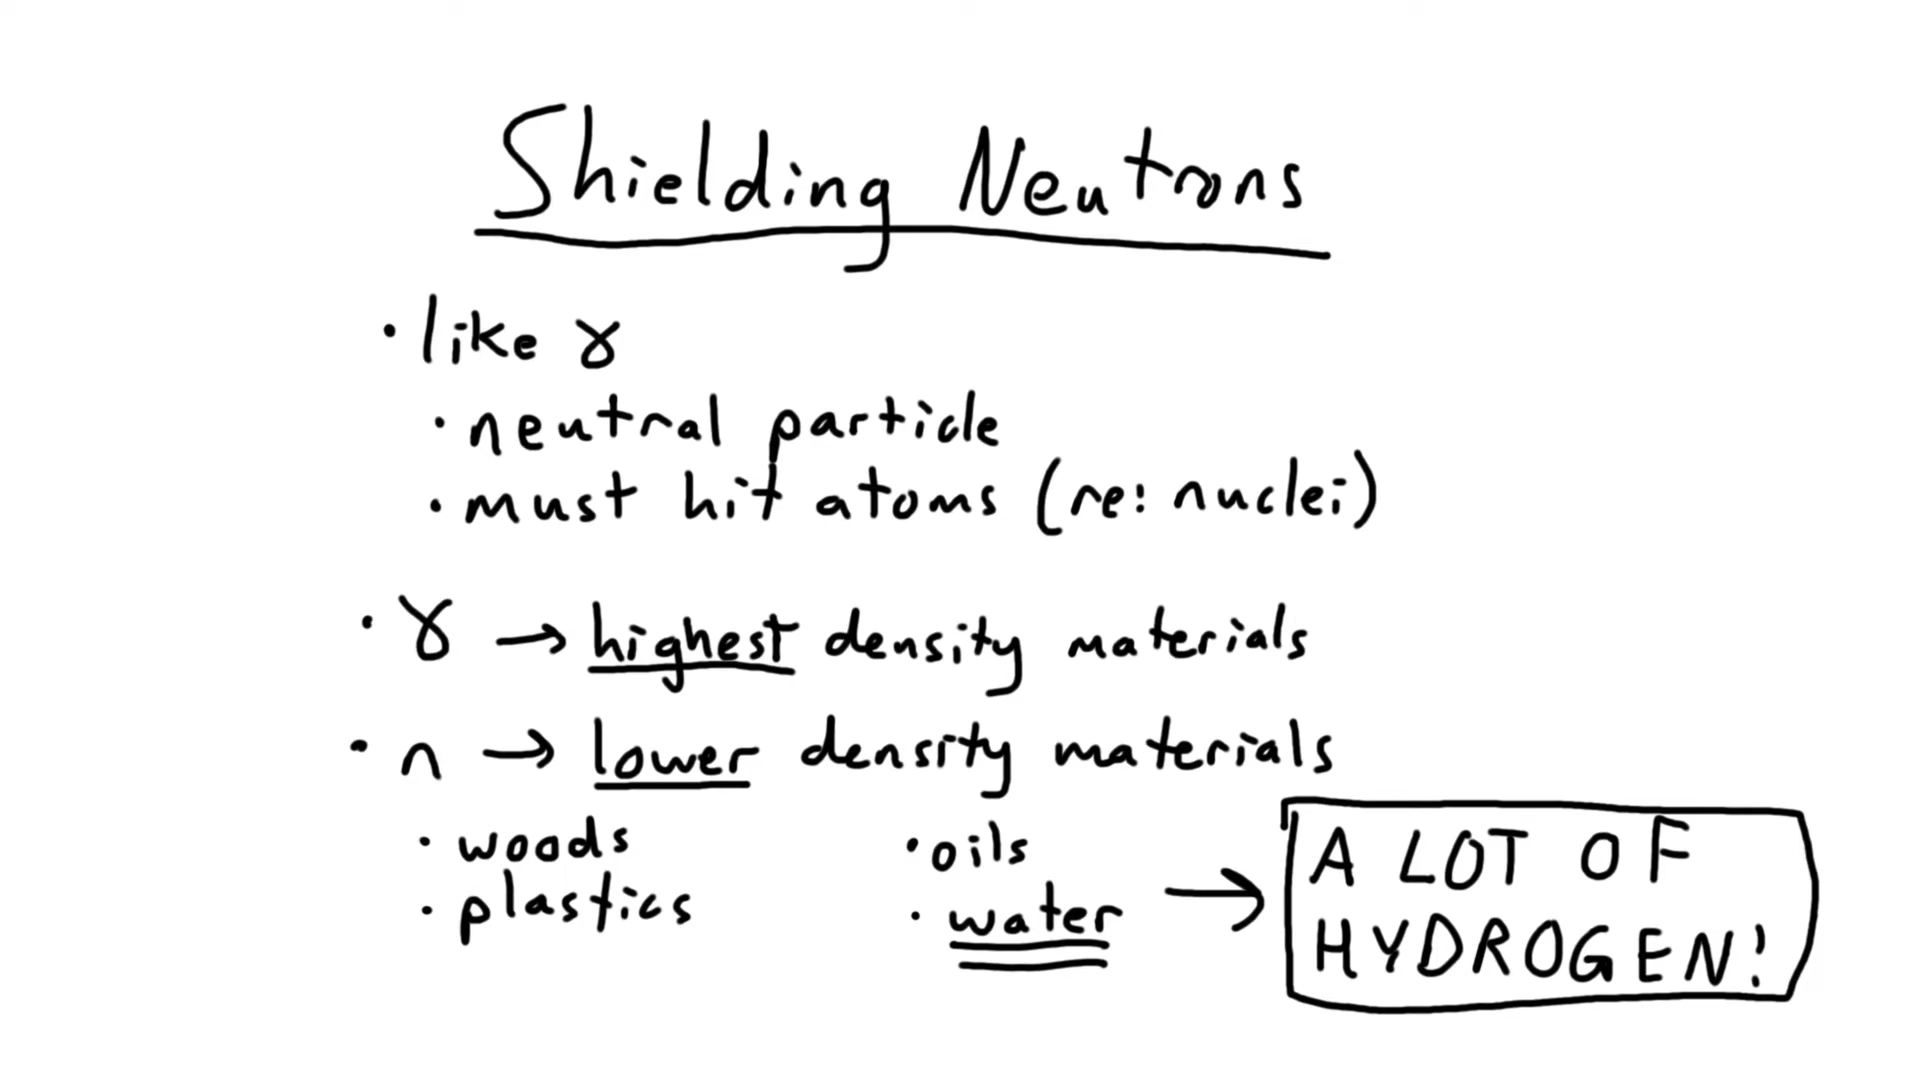 Shielding Neutrons
· like γ
· neutral particle
· must hit atoms (re: nuclei)
· γ → highest density materials
· n → lower density materials
· woods
· plastics
· oils
· water → A LOT OF
HYDROGEN!